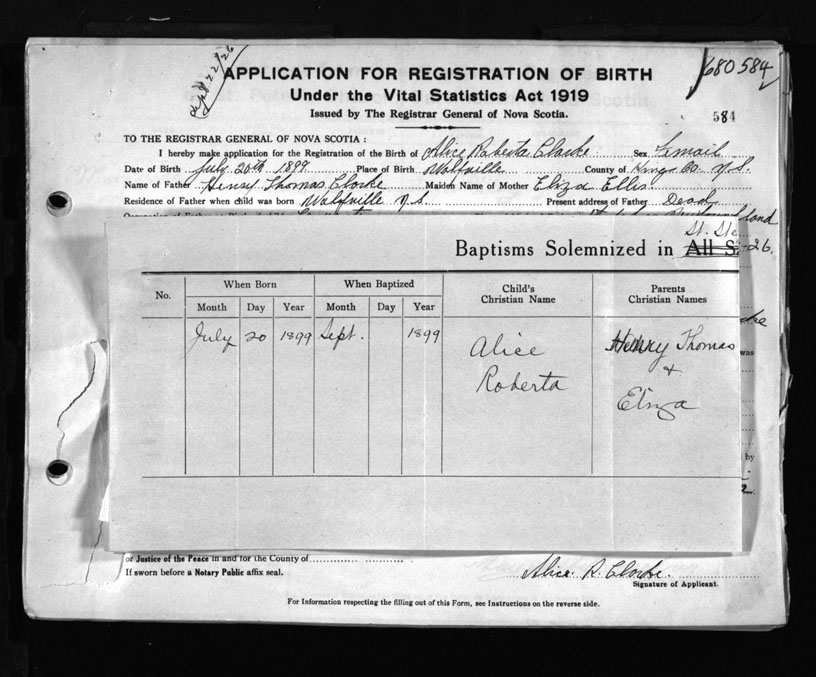 Sept 22/26
APPLICATION FOR REGISTRATION OF BIRTH
680 584
Under the Vital Statistics Act 1919
Issued by The Registrar General of Nova Scotia.
584
TO THE REGISTRAR GENERAL OF NOVA SCOTIA :
I hereby make application for the Registration of the Birth of Alice Roberta Clarke Sex Femail
Date of Birth July 20th 1899 Place of Birth Wolfville County of Kings Co. N.S.
Name of Father Henry Thomas Clarke Maiden Name of Mother Eliza Ellis
Residence of Father when child was born Wolfville N.S. Present address of Father Dead
Baptisms Solemnized in All S. -26.
No. When Born When Baptized Child's Christian Name Parents Christian Names
Month Day Year Month Day Year
July 20 1899 Sept. 1899 Alice Henry Thomas
Roberta &
Eliza
was
by
or Justice of the Peace in and for the County of
If sworn before a Notary Public affix seal.
Alice R. Clarke.
Signature of Applicant.
For Information respecting the filling out of this Form, see Instructions on the reverse side.